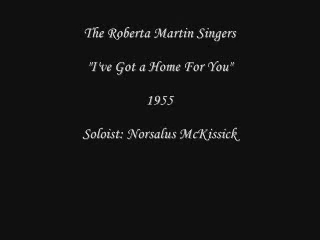 The Roberta Martin Singers
"I've Got a Home For You"
1955
Soloist: Norsalus McKissick